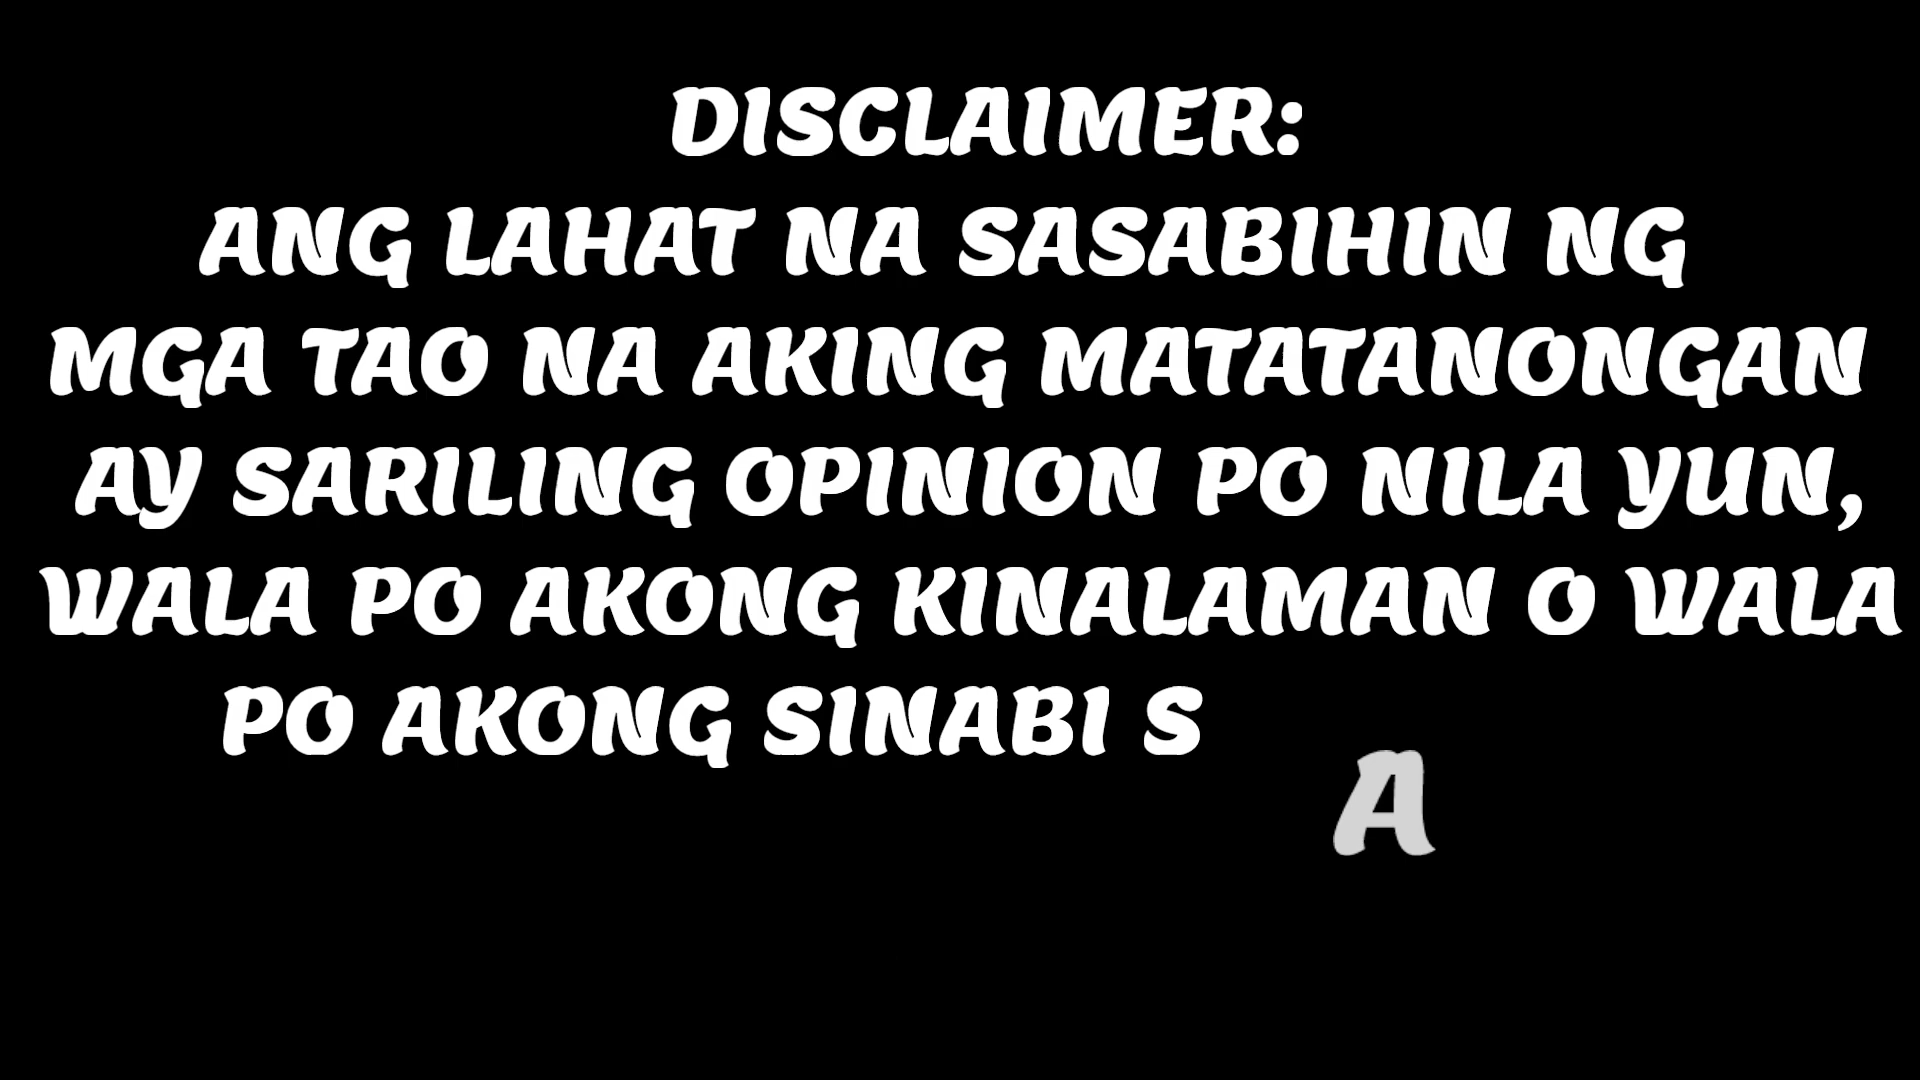 DISCLAIMER:
ANG LAHAT NA SASABIHIN NG
MGA TAO NA AKING MATATANONGAN
AY SARILING OPINION PO NILA YUN,
WALA PO AKONG KINALAMAN O WALA
PO AKONG SINABI S
A